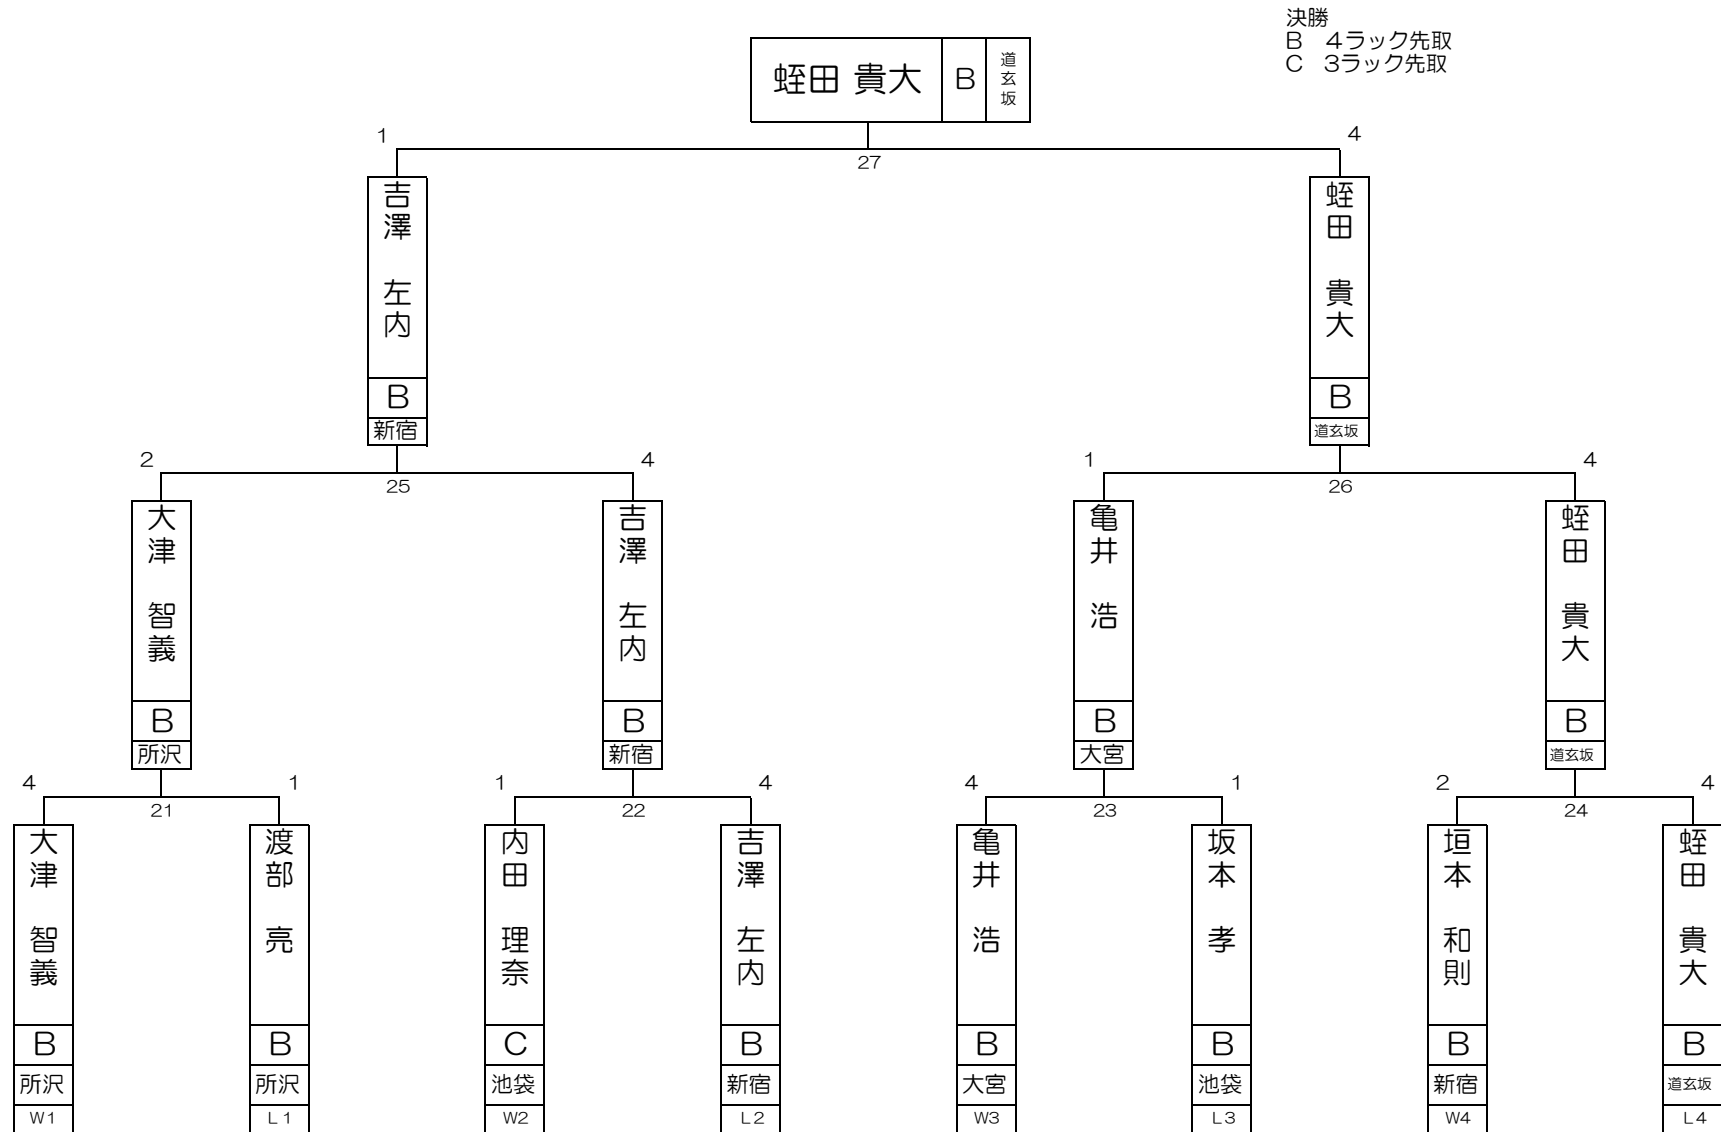 決勝
B 4ラック先取
C 3ラック先取
蛭田 貴大 B 道玄坂
1 4
27
吉澤 左内 蛭田 貴大
B B
新宿 道玄坂
2 4 1 4
25 26
大津 智義 吉澤 左内 亀井 浩 蛭田 貴大
B B B B
所沢 新宿 大宮 道玄坂
4 1 1 4 4 1 2 4
21 22 23 24
大津 智義 渡部 亮 内田 理奈 吉澤 左内 亀井 浩 坂本 孝 垣本 和則 蛭田 貴大
B B C B B B B B
所沢 所沢 池袋 新宿 大宮 池袋 新宿 道玄坂
W1 L1 W2 L2 W3 L3 W4 L4